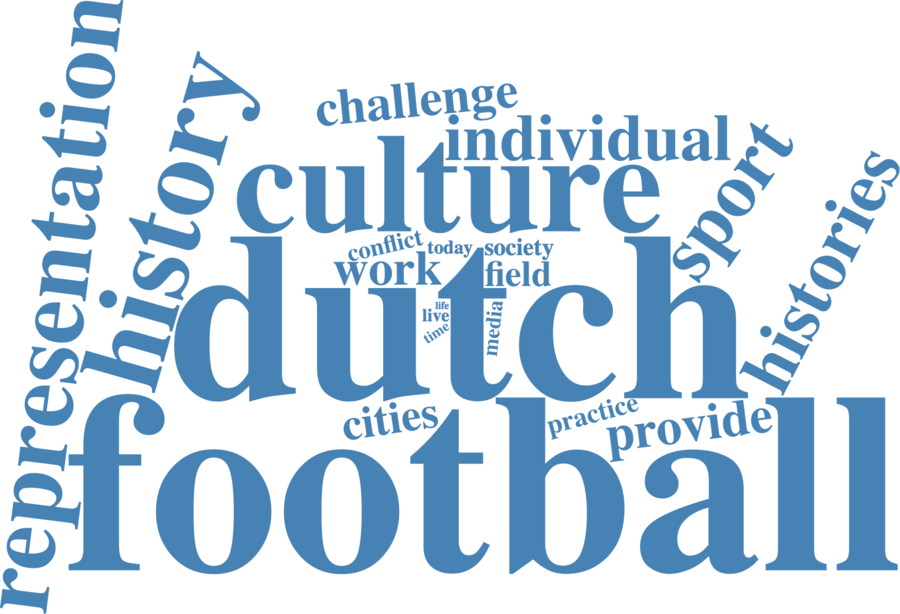 representation
history
challenge
individual
culture
sport
histories
conflict
today
society
work
field
dutch
life
live
time
media
cities
practice
provide
football